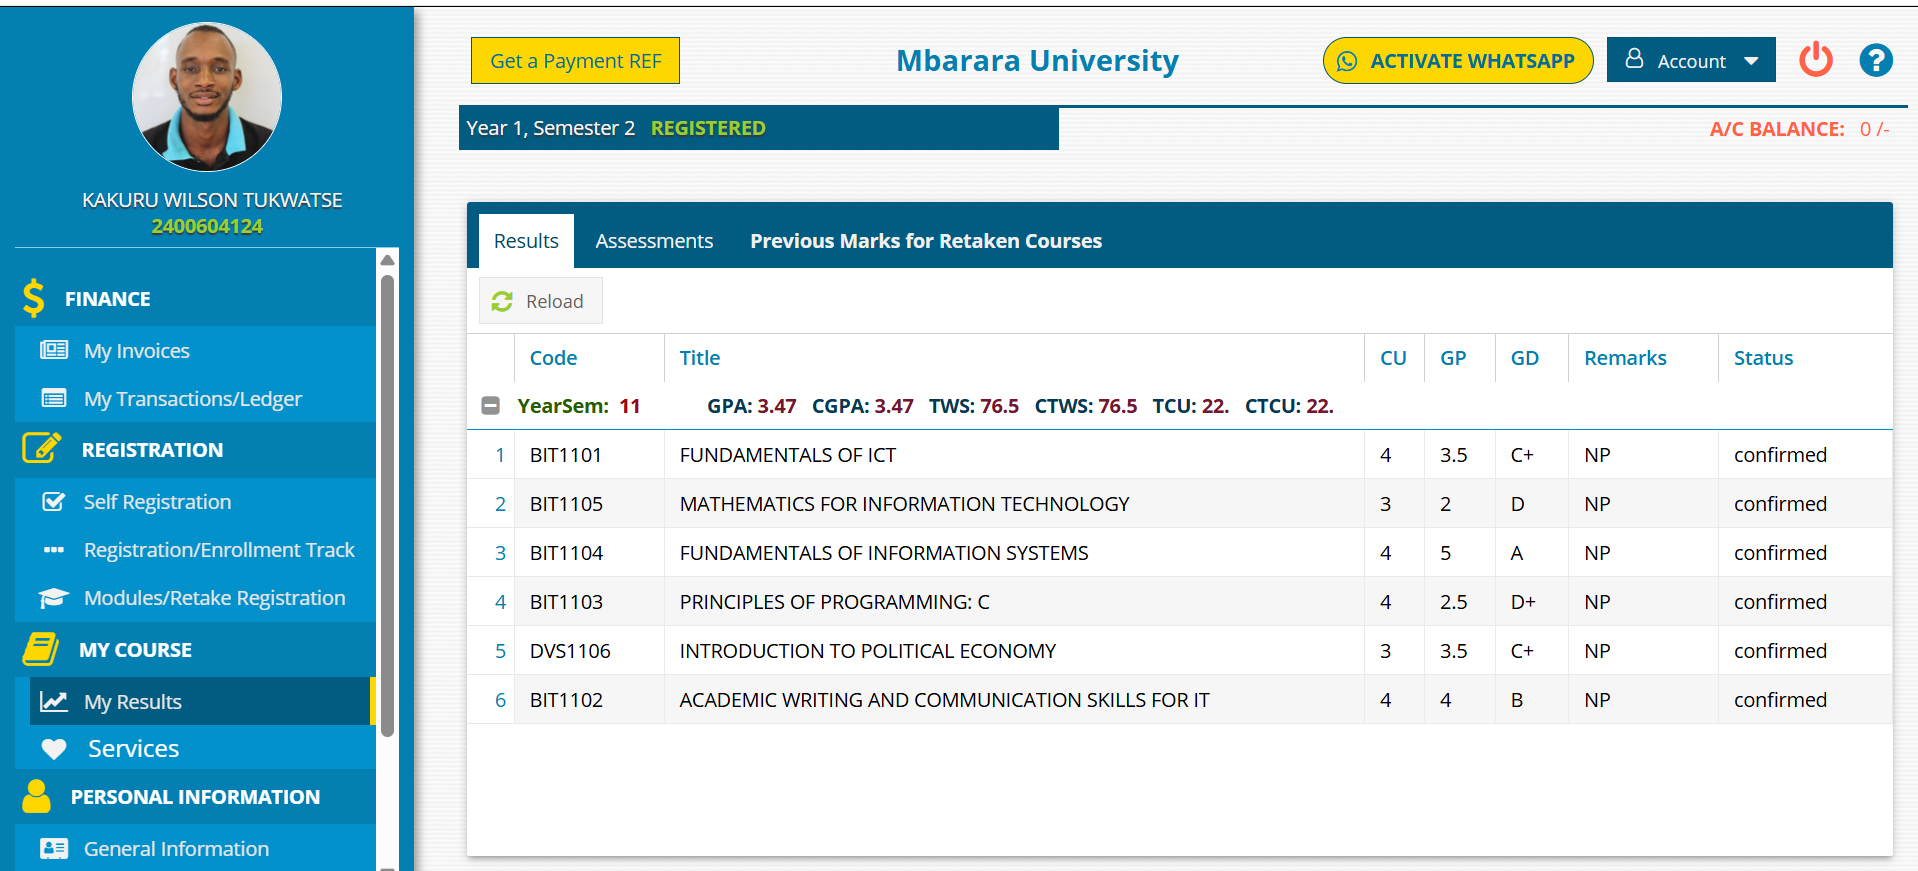 KAKURU WILSON TUKWATSE
2400604124
FINANCE
My Invoices
My Transactions/Ledger
REGISTRATION
Self Registration
Registration/Enrollment Track
Modules/Retake Registration
MY COURSE
My Results
Services
PERSONAL INFORMATION
General Information
Get a Payment REF
Mbarara University
ACTIVATE WHATSAPP
Account
?
Year 1, Semester 2 REGISTERED
A/C BALANCE: 0 /-
Results Assessments Previous Marks for Retaken Courses
Reload
Code Title CU GP GD Remarks Status
YearSem: 11 GPA: 3.47 CGPA: 3.47 TWS: 76.5 CTWS: 76.5 TCU: 22. CTCU: 22.
1 BIT1101 FUNDAMENTALS OF ICT 4 3.5 C+ NP confirmed
2 BIT1105 MATHEMATICS FOR INFORMATION TECHNOLOGY 3 2 D NP confirmed
3 BIT1104 FUNDAMENTALS OF INFORMATION SYSTEMS 4 5 A NP confirmed
4 BIT1103 PRINCIPLES OF PROGRAMMING: C 4 2.5 D+ NP confirmed
5 DVS1106 INTRODUCTION TO POLITICAL ECONOMY 3 3.5 C+ NP confirmed
6 BIT1102 ACADEMIC WRITING AND COMMUNICATION SKILLS FOR IT 4 4 B NP confirmed